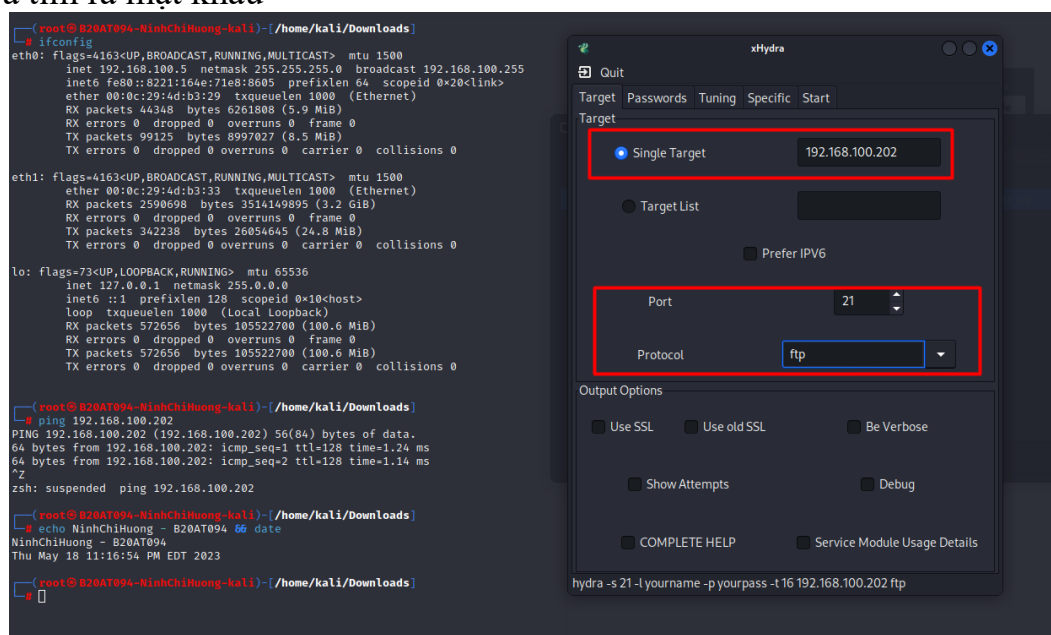 a tìm ra mật khẩu
┌──(root㉿B20AT094-NinhChiHuong-kali)-[/home/kali/Downloads]
└─# ifconfig
eth0: flags=4163<UP,BROADCAST,RUNNING,MULTICAST>  mtu 1500
        inet 192.168.100.5  netmask 255.255.255.0  broadcast 192.168.100.255
        inet6 fe80::8221:164e:71e8:8605  prefixlen 64  scopeid 0×20<link>
        ether 00:0c:29:4d:b3:29  txqueuelen 1000  (Ethernet)
        RX packets 44348  bytes 6261808 (5.9 MiB)
        RX errors 0  dropped 0  overruns 0  frame 0
        TX packets 99125  bytes 8997027 (8.5 MiB)
        TX errors 0  dropped 0 overruns 0  carrier 0  collisions 0
eth1: flags=4163<UP,BROADCAST,RUNNING,MULTICAST>  mtu 1500
        ether 00:0c:29:4d:b3:33  txqueuelen 1000  (Ethernet)
        RX packets 2590698  bytes 3514149895 (3.2 GiB)
        RX errors 0  dropped 0  overruns 0  frame 0
        TX packets 342238  bytes 26054645 (24.8 MiB)
        TX errors 0  dropped 0 overruns 0  carrier 0  collisions 0
lo: flags=73<UP,LOOPBACK,RUNNING>  mtu 65536
        inet 127.0.0.1  netmask 255.0.0.0
        inet6 ::1  prefixlen 128  scopeid 0×10<host>
        loop  txqueuelen 1000  (Local Loopback)
        RX packets 572656  bytes 105522700 (100.6 MiB)
        RX errors 0  dropped 0  overruns 0  frame 0
        TX packets 572656  bytes 105522700 (100.6 MiB)
        TX errors 0  dropped 0 overruns 0  carrier 0  collisions 0
┌──(root㉿B20AT094-NinhChiHuong-kali)-[/home/kali/Downloads]
└─# ping 192.168.100.202
PING 192.168.100.202 (192.168.100.202) 56(84) bytes of data.
64 bytes from 192.168.100.202: icmp_seq=1 ttl=128 time=1.24 ms
64 bytes from 192.168.100.202: icmp_seq=2 ttl=128 time=1.14 ms
^Z
zsh: suspended  ping 192.168.100.202
┌──(root㉿B20AT094-NinhChiHuong-kali)-[/home/kali/Downloads]
└─# echo NinhChiHuong - B20AT094 && date
NinhChiHuong - B20AT094
Thu May 18 11:16:54 PM EDT 2023
┌──(root㉿B20AT094-NinhChiHuong-kali)-[/home/kali/Downloads]
└─#
xHydra
Quit
Target Passwords Tuning Specific Start
Target
Single Target 192.168.100.202
Target List
Prefer IPV6
Port 21
Protocol ftp
Output Options
Use SSL Use old SSL Be Verbose
Show Attempts Debug
COMPLETE HELP Service Module Usage Details
hydra -s 21 -l yourname -p yourpass -t 16 192.168.100.202 ftp